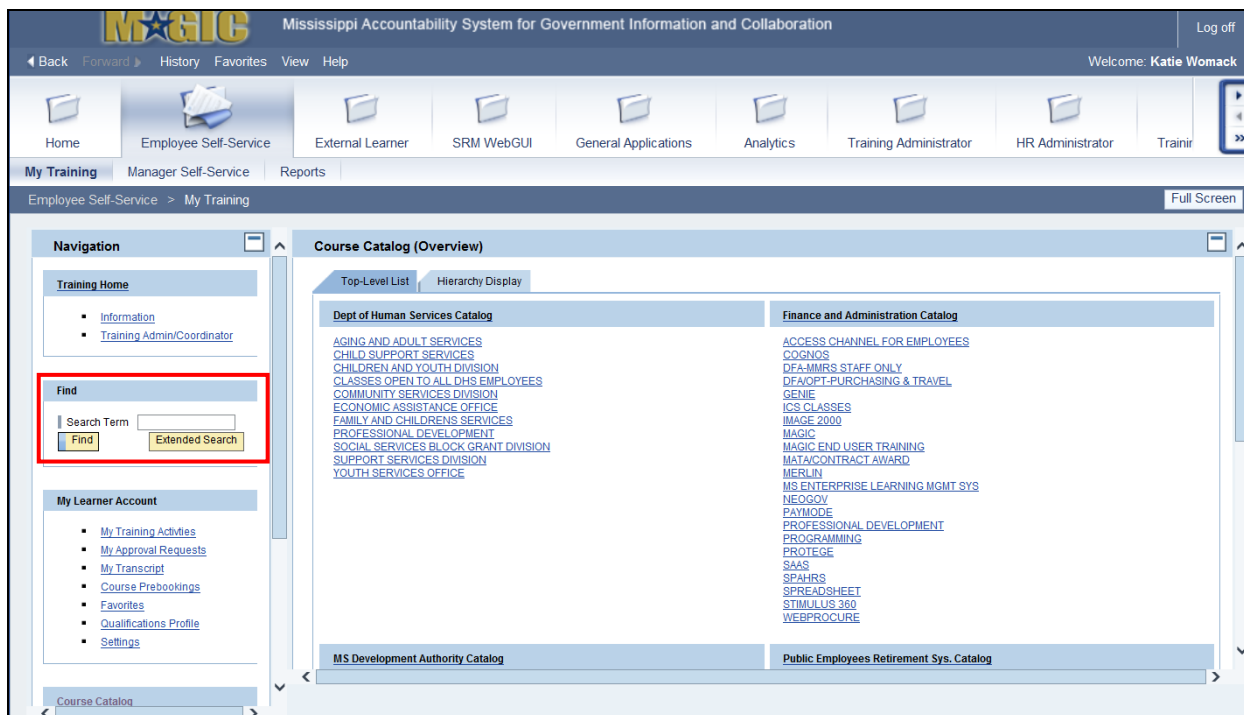 MAGIC
Mississippi Accountability System for Government Information and Collaboration
Log off
Back Forward History Favorites View Help
Welcome: Katie Womack
Home Employee Self-Service External Learner SRM WebGUI General Applications Analytics Training Administrator HR Administrator Trainin
My Training Manager Self-Service Reports
Employee Self-Service > My Training
Full Screen
Navigation
Training Home
Information
Training Admin/Coordinator
Find
Search Term
Find Extended Search
My Learner Account
My Training Activties
My Approval Requests
My Transcript
Course Prebookings
Favorites
Qualifications Profile
Settings
Course Catalog
Course Catalog (Overview)
Top-Level List Hierarchy Display
Dept of Human Services Catalog
AGING AND ADULT SERVICES
CHILD SUPPORT SERVICES
CHILDREN AND YOUTH DIVISION
CLASSES OPEN TO ALL DHS EMPLOYEES
COMMUNITY SERVICES DIVISION
ECONOMIC ASSISTANCE OFFICE
FAMILY AND CHILDRENS SERVICES
PROFESSIONAL DEVELOPMENT
SOCIAL SERVICES BLOCK GRANT DIVISION
SUPPORT SERVICES DIVISION
YOUTH SERVICES OFFICE
Finance and Administration Catalog
ACCESS CHANNEL FOR EMPLOYEES
COGNOS
DFA-MMRS STAFF ONLY
DFA/OPT-PURCHASING & TRAVEL
GENIE
ICS CLASSES
IMAGE 2000
MAGIC
MAGIC END USER TRAINING
MATA/CONTRACT AWARD
MERLIN
MS ENTERPRISE LEARNING MGMT SYS
NEOGOV
PAYMODE
PROFESSIONAL DEVELOPMENT
PROGRAMMING
PROTEGE
SAAS
SPAHRS
SPREADSHEET
STIMULUS 360
WEBPROCURE
MS Development Authority Catalog
Public Employees Retirement Sys. Catalog